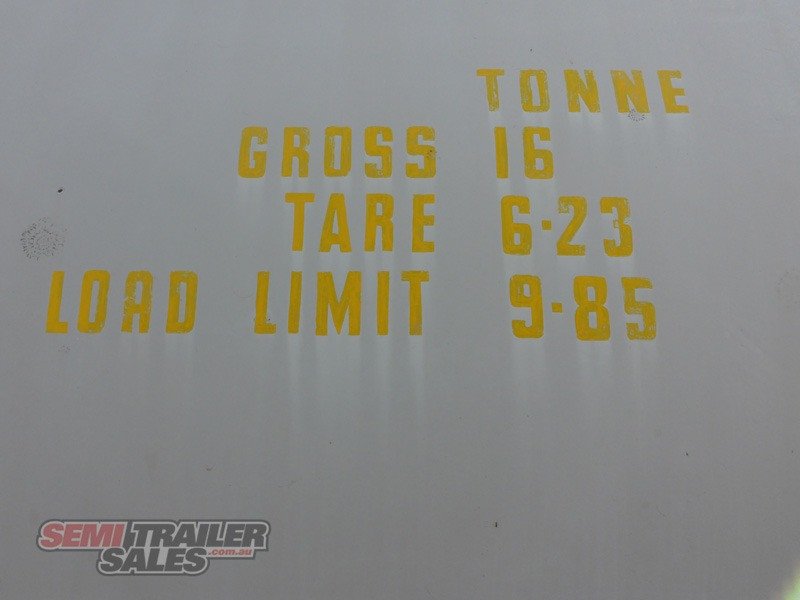 TONNE
GROSS 16
TARE 6·23
LOAD LIMIT 9·85
SEMI TRAILER
SALES .com.au